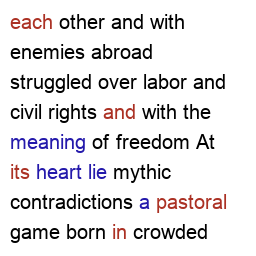 each other and with
enemies abroad
struggled over labor and
civil rights and with the
meaning of freedom At
its heart lie mythic
contradictions a pastoral
game born in crowded